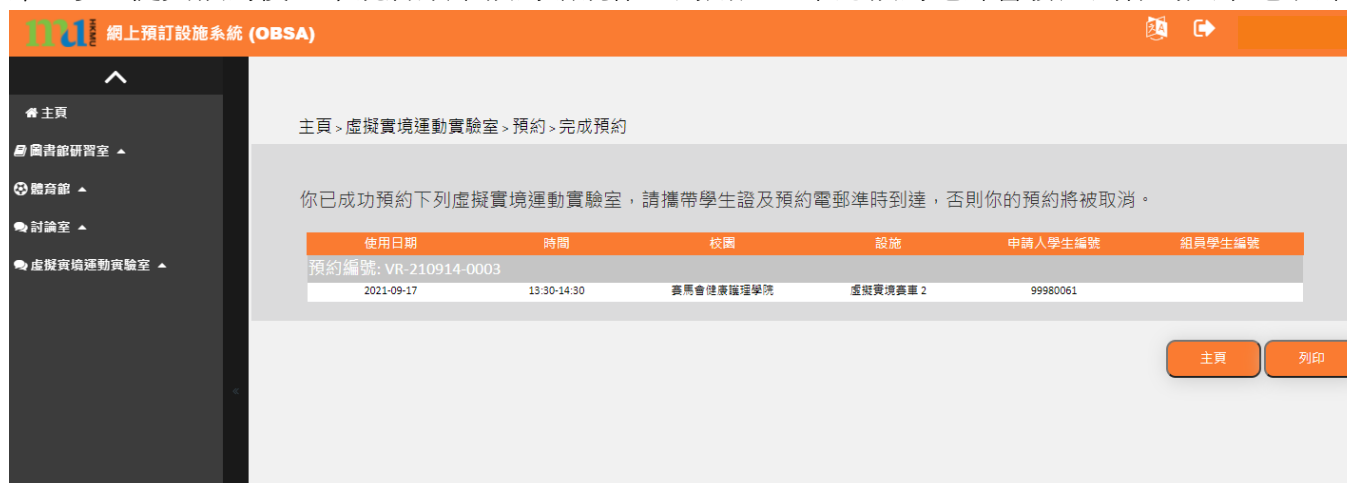 HKMU
網上預訂設施系統 (OBSA)
主頁
圖書館研習室
體育館
討論室
虛擬實境運動實驗室
主頁 > 虛擬實境運動實驗室 > 預約 > 完成預約
你已成功預約下列虛擬實境運動實驗室，請攜帶學生證及預約電郵準時到達，否則你的預約將被取消。
使用日期 時間 校園 設施 申請人學生編號 組員學生編號
預約編號: VR-210914-0003
2021-09-17 13:30-14:30 賽馬會健康護理學院 虛擬實境賽車 2 99980061
主頁 列印